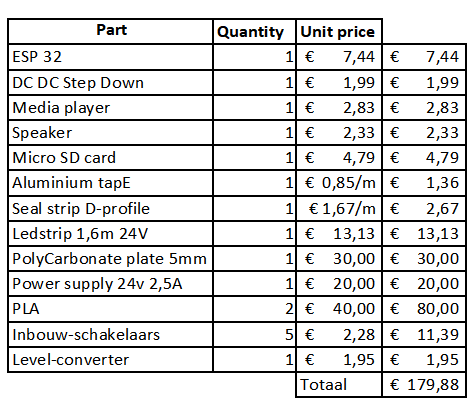 Part Quantity Unit price
ESP 32 1 € 7,44 € 7,44
DC DC Step Down 1 € 1,99 € 1,99
Media player 1 € 2,83 € 2,83
Speaker 1 € 2,33 € 2,33
Micro SD card 1 € 4,79 € 4,79
Aluminium tapE 1 € 0,85/m € 1,36
Seal strip D-profile 1 € 1,67/m € 2,67
Ledstrip 1,6m 24V 1 € 13,13 € 13,13
PolyCarbonate plate 5mm 1 € 30,00 € 30,00
Power supply 24v 2,5A 1 € 20,00 € 20,00
PLA 2 € 40,00 € 80,00
Inbouw-schakelaars 5 € 2,28 € 11,39
Level-converter 1 € 1,95 € 1,95
Totaal € 179,88